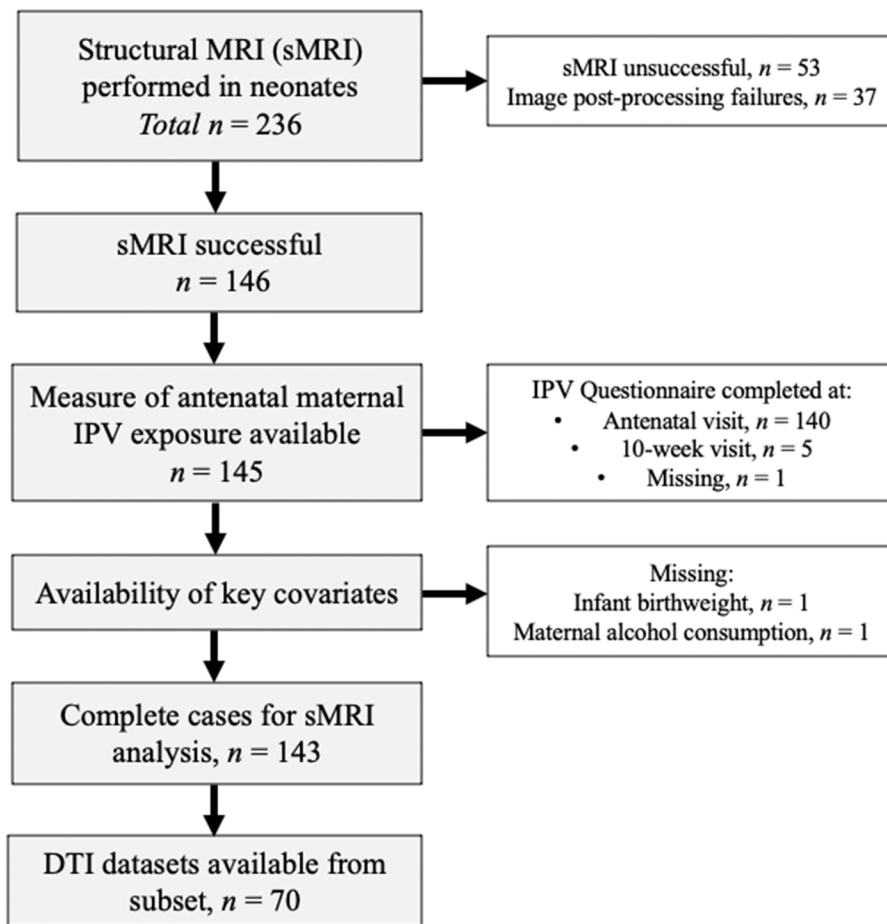 Structural MRI (sMRI)
performed in neonates
Total n = 236
sMRI unsuccessful, n = 53
Image post-processing failures, n = 37
sMRI successful
n = 146
Measure of antenatal maternal
IPV exposure available
n = 145
IPV Questionnaire completed at:
• Antenatal visit, n = 140
• 10-week visit, n = 5
• Missing, n = 1
Availability of key covariates
Missing:
Infant birthweight, n = 1
Maternal alcohol consumption, n = 1
Complete cases for sMRI
analysis, n = 143
DTI datasets available from
subset, n = 70